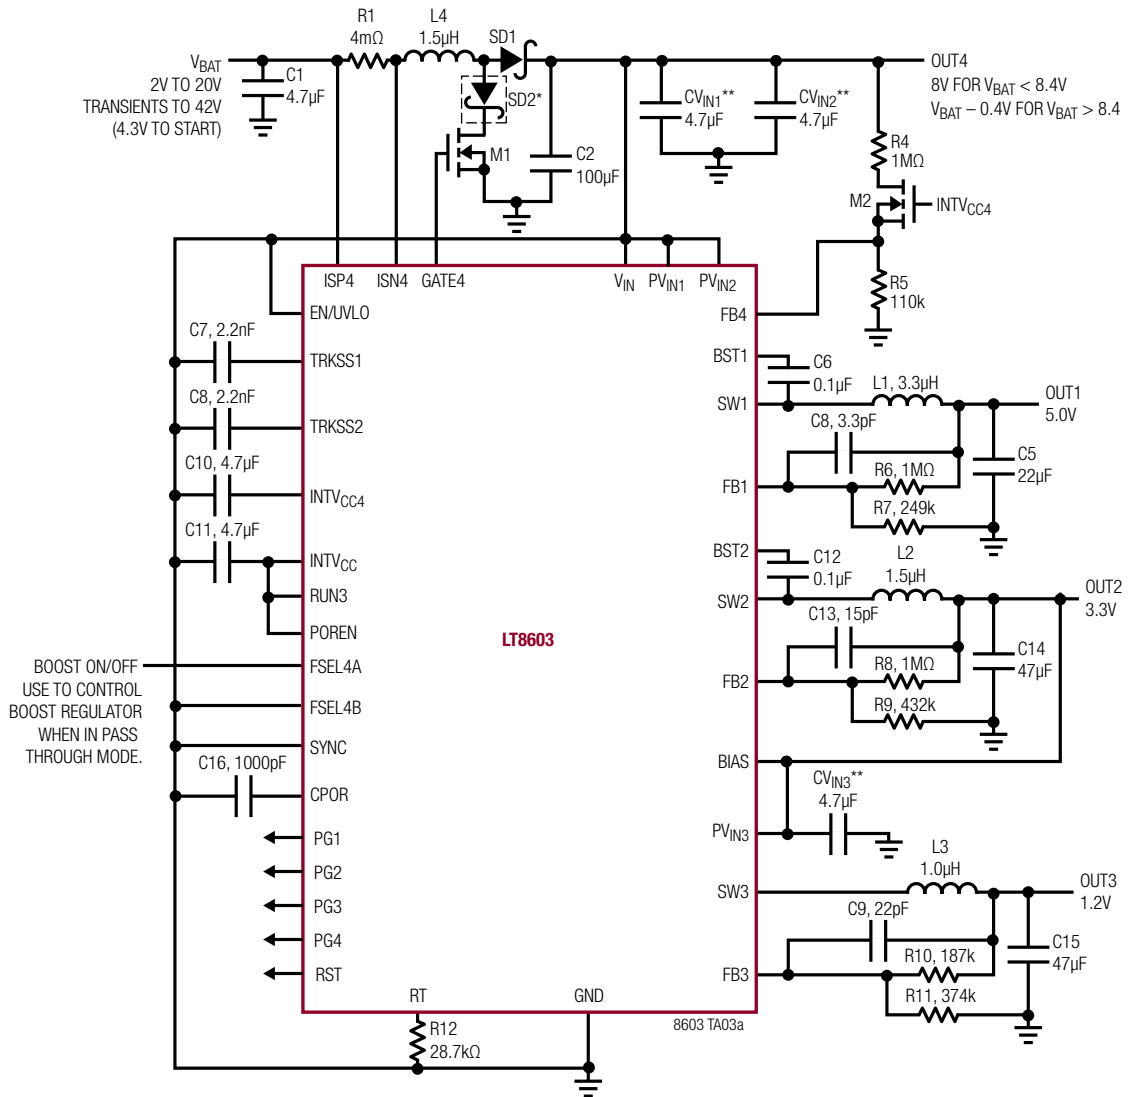 R1
4mΩ
L4
1.5µH
SD1
VBAT
2V TO 20V
TRANSIENTS TO 42V
(4.3V TO START)
C1
4.7µF
SD2*
M1
C2
100µF
CVIN1**
4.7µF
CVIN2**
4.7µF
OUT4
8V FOR VBAT < 8.4V
VBAT – 0.4V FOR VBAT > 8.4
R4
1MΩ
M2
INTVCC4
R5
110k
ISP4
ISN4
GATE4
VIN
PVIN1
PVIN2
EN/UVLO
FB4
C7, 2.2nF
TRKSS1
C8, 2.2nF
TRKSS2
C10, 4.7µF
INTVCC4
C11, 4.7µF
INTVCC
RUN3
POREN
BOOST ON/OFF
USE TO CONTROL
BOOST REGULATOR
WHEN IN PASS
THROUGH MODE.
FSEL4A
FSEL4B
SYNC
C16, 1000pF
CPOR
PG1
PG2
PG3
PG4
RST
LT8603
BST1
C6
0.1µF
SW1
L1, 3.3µH
OUT1
5.0V
C8, 3.3pF
C5
22µF
R6, 1MΩ
FB1
R7, 249k
BST2
C12
0.1µF
L2
1.5µH
SW2
OUT2
3.3V
C13, 15pF
C14
47µF
R8, 1MΩ
FB2
R9, 432k
BIAS
CVIN3**
4.7µF
PVIN3
L3
1.0µH
SW3
OUT3
1.2V
C9, 22pF
C15
47µF
R10, 187k
FB3
R11, 374k
RT
GND
8603 TA03a
R12
28.7kΩ